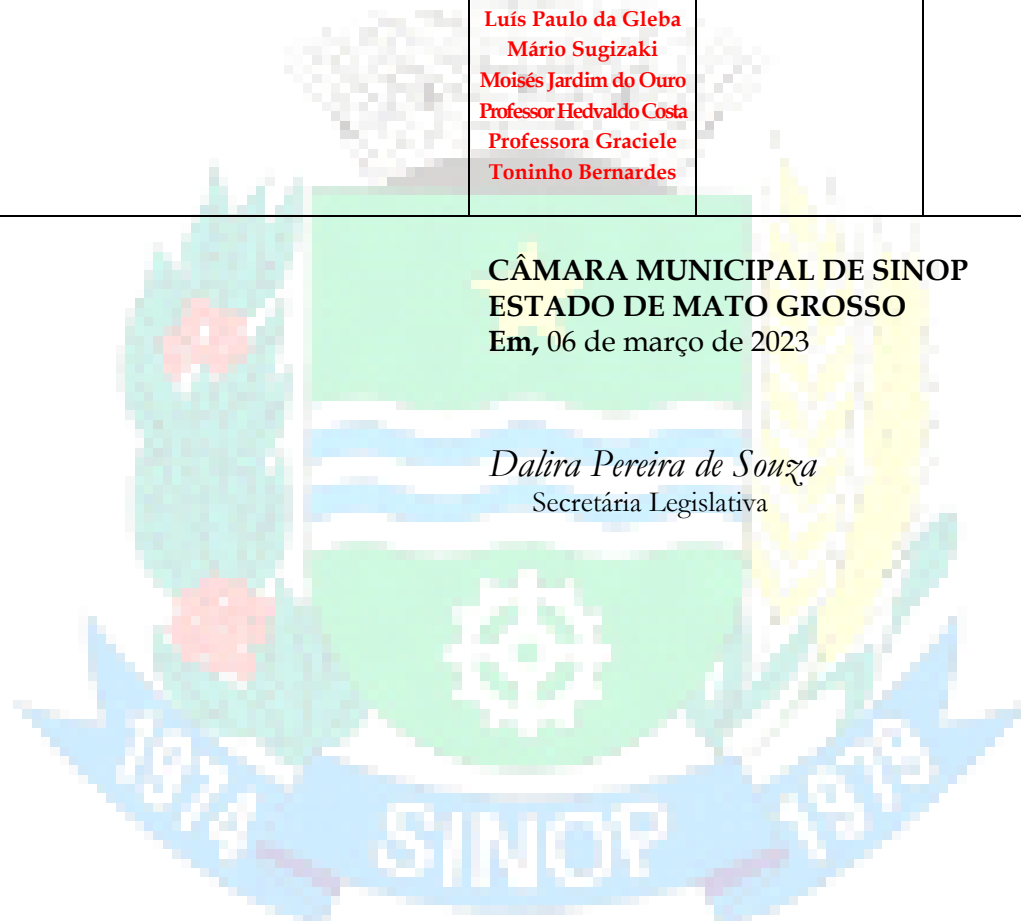 Luís Paulo da Gleba
Mário Sugizaki
Moisés Jardim do Ouro
Professor Hedvaldo Costa
Professora Graciele
Toninho Bernardes
CÂMARA MUNICIPAL DE SINOP
ESTADO DE MATO GROSSO
Em, 06 de março de 2023
Dalira Pereira de Souza
Secretária Legislativa
1974 SINOP 1979